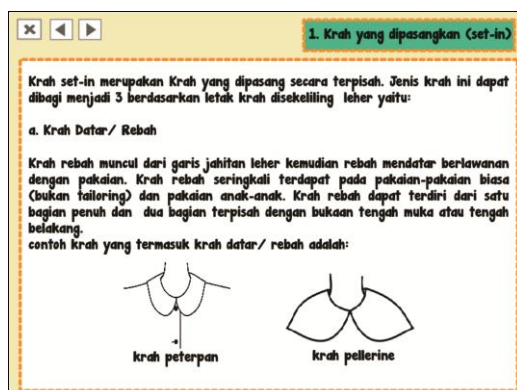 1. Krah yang dipasangkan (set-in)
Krah set-in merupakan Krah yang dipasang secara terpisah. Jenis krah ini dapat
dibagi menjadi 3 berdasarkan letak krah disekeliling leher yaitu:
a. Krah Datar/ Rebah
Krah rebah muncul dari garis jahitan leher kemudian rebah mendatar berlawanan
dengan pakaian. Krah rebah seringkali terdapat pada pakaian-pakaian biasa
(bukan tailoring) dan pakaian anak-anak. Krah rebah dapat terdiri dari satu
bagian penuh dan dua bagian terpisah dengan bukaan tengah muka atau tengah
belakang.
contoh krah yang termasuk krah datar/ rebah adalah:
krah peterpan
krah pellerine